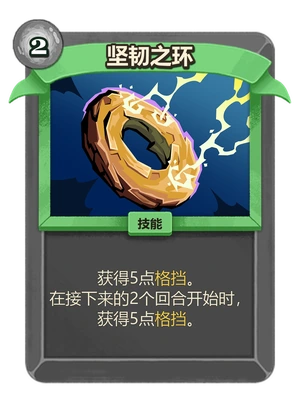 2
坚韧之环
技能
获得5点格挡。
在接下来的2个回合开始时，
获得5点格挡。